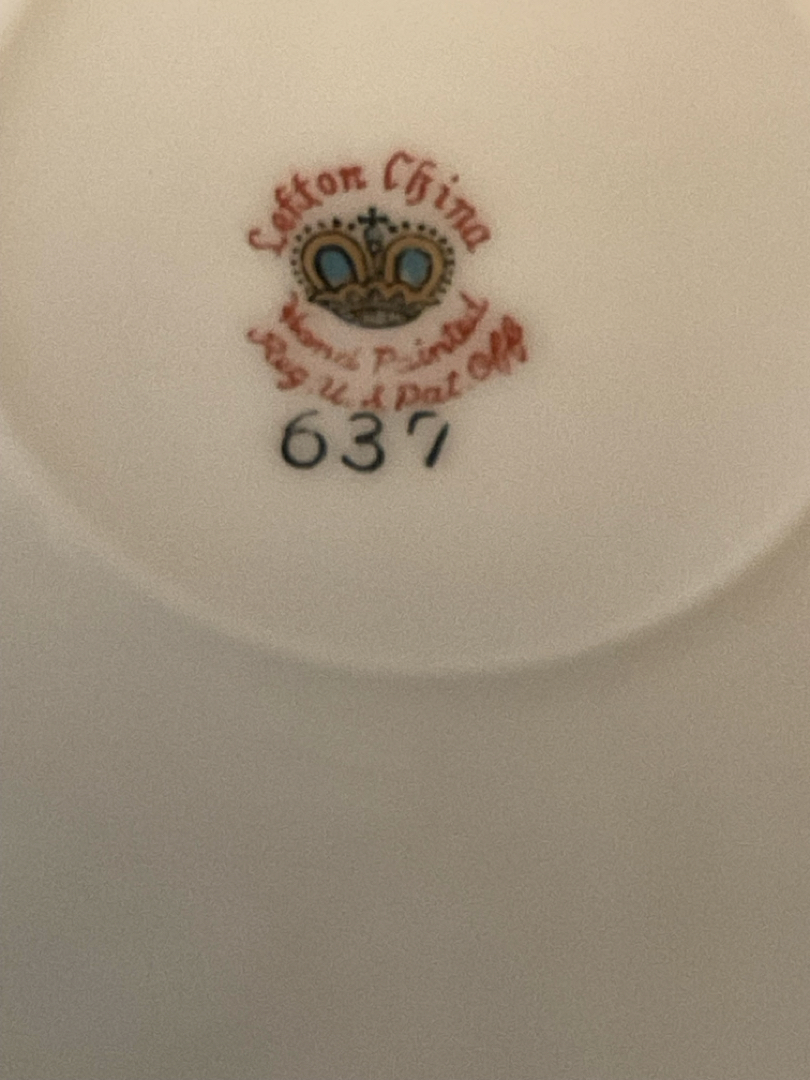 Lefton China
Hand Painted
Reg. U. S Pat. Off
637